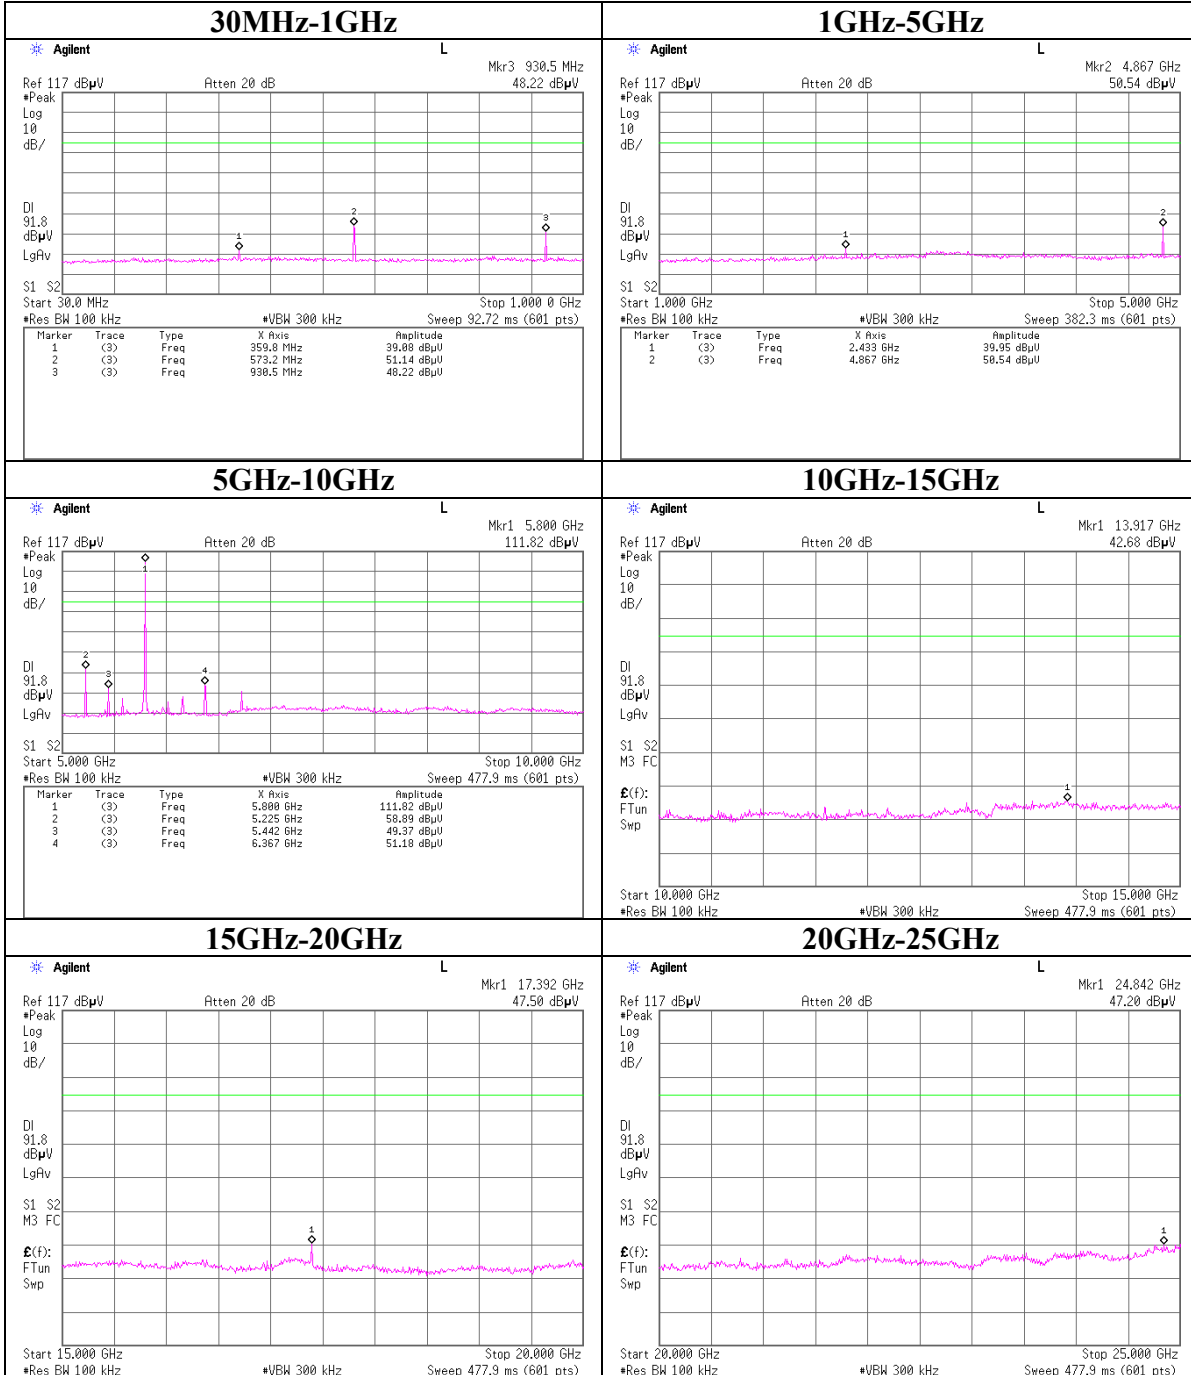 30MHz-1GHz
Agilent L
Mkr3 930.5 MHz
Ref 117 dBµV Atten 20 dB 48.22 dBµV
#Peak
Log
10
dB/
DI
91.8
dBµV
LgAv
S1 S2
1
2
3
Start 30.0 MHz Stop 1.000 0 GHz
#Res BW 100 kHz #VBW 300 kHz Sweep 92.72 ms (601 pts)
Marker Trace Type X Axis Amplitude
1 (3) Freq 359.8 MHz 39.08 dBµV
2 (3) Freq 573.2 MHz 51.14 dBµV
3 (3) Freq 930.5 MHz 48.22 dBµV
1GHz-5GHz
Agilent L
Mkr2 4.867 GHz
Ref 117 dBµV Atten 20 dB 50.54 dBµV
#Peak
Log
10
dB/
DI
91.8
dBµV
LgAv
S1 S2
1
2
Start 1.000 GHz Stop 5.000 GHz
#Res BW 100 kHz #VBW 300 kHz Sweep 382.3 ms (601 pts)
Marker Trace Type X Axis Amplitude
1 (3) Freq 2.433 GHz 39.95 dBµV
2 (3) Freq 4.867 GHz 50.54 dBµV
5GHz-10GHz
Agilent L
Mkr1 5.800 GHz
Ref 117 dBµV Atten 20 dB 111.82 dBµV
#Peak
Log
10
dB/
DI
91.8
dBµV
LgAv
S1 S2
1
2
3
4
Start 5.000 GHz Stop 10.000 GHz
#Res BW 100 kHz #VBW 300 kHz Sweep 477.9 ms (601 pts)
Marker Trace Type X Axis Amplitude
1 (3) Freq 5.800 GHz 111.82 dBµV
2 (3) Freq 5.225 GHz 58.89 dBµV
3 (3) Freq 5.442 GHz 49.37 dBµV
4 (3) Freq 6.367 GHz 51.18 dBµV
10GHz-15GHz
Agilent L
Mkr1 13.917 GHz
Ref 117 dBµV Atten 20 dB 42.68 dBµV
#Peak
Log
10
dB/
DI
91.8
dBµV
LgAv
S1 S2
M3 FC
£(f):
FTun
Swp
1
Start 10.000 GHz Stop 15.000 GHz
#Res BW 100 kHz #VBW 300 kHz Sweep 477.9 ms (601 pts)
15GHz-20GHz
Agilent L
Mkr1 17.392 GHz
Ref 117 dBµV Atten 20 dB 47.50 dBµV
#Peak
Log
10
dB/
DI
91.8
dBµV
LgAv
S1 S2
M3 FC
£(f):
FTun
Swp
1
Start 15.000 GHz Stop 20.000 GHz
#Res BW 100 kHz #VBW 300 kHz Sweep 477.9 ms (601 pts)
20GHz-25GHz
Agilent L
Mkr1 24.842 GHz
Ref 117 dBµV Atten 20 dB 47.20 dBµV
#Peak
Log
10
dB/
DI
91.8
dBµV
LgAv
S1 S2
M3 FC
£(f):
FTun
Swp
1
Start 20.000 GHz Stop 25.000 GHz
#Res BW 100 kHz #VBW 300 kHz Sweep 477.9 ms (601 pts)